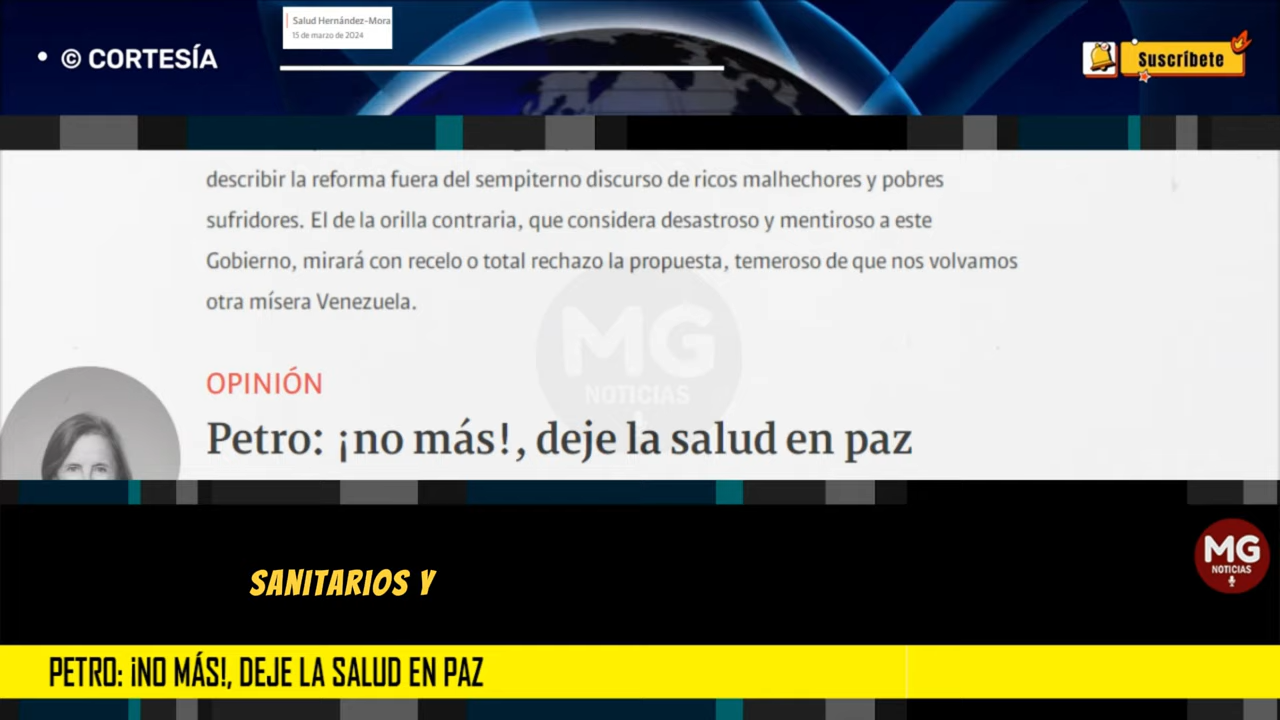 Salud Hernández-Mora
15 de marzo de 2024
• © CORTESÍA
Suscríbete
describir la reforma fuera del sempiterno discurso de ricos malhechores y pobres
sufridores. El de la orilla contraria, que considera desastroso y mentiroso a este
Gobierno, mirará con recelo o total rechazo la propuesta, temeroso de que nos volvamos
otra mísera Venezuela.
MG
NOTICIAS
OPINIÓN
Petro: ¡no más!, deje la salud en paz
MG
NOTICIAS
SANITARIOS Y
PETRO: ¡NO MÁS!, DEJE LA SALUD EN PAZ